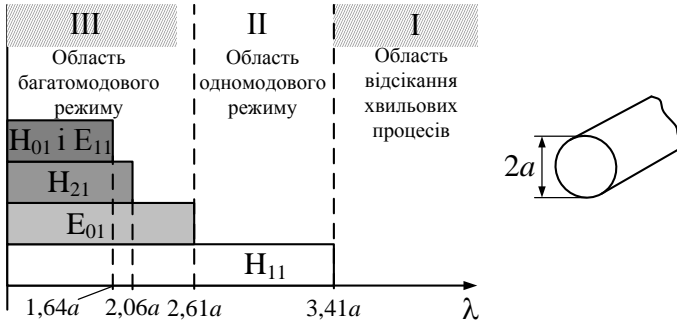 III
II
I
Область
багатомодового
режиму
Область
одномодового
режиму
Область
відсікання
хвильових
процесів
H01 і E11
H21
E01
H11
2a
1,64a
2,06a
2,61a
3,41a
λ